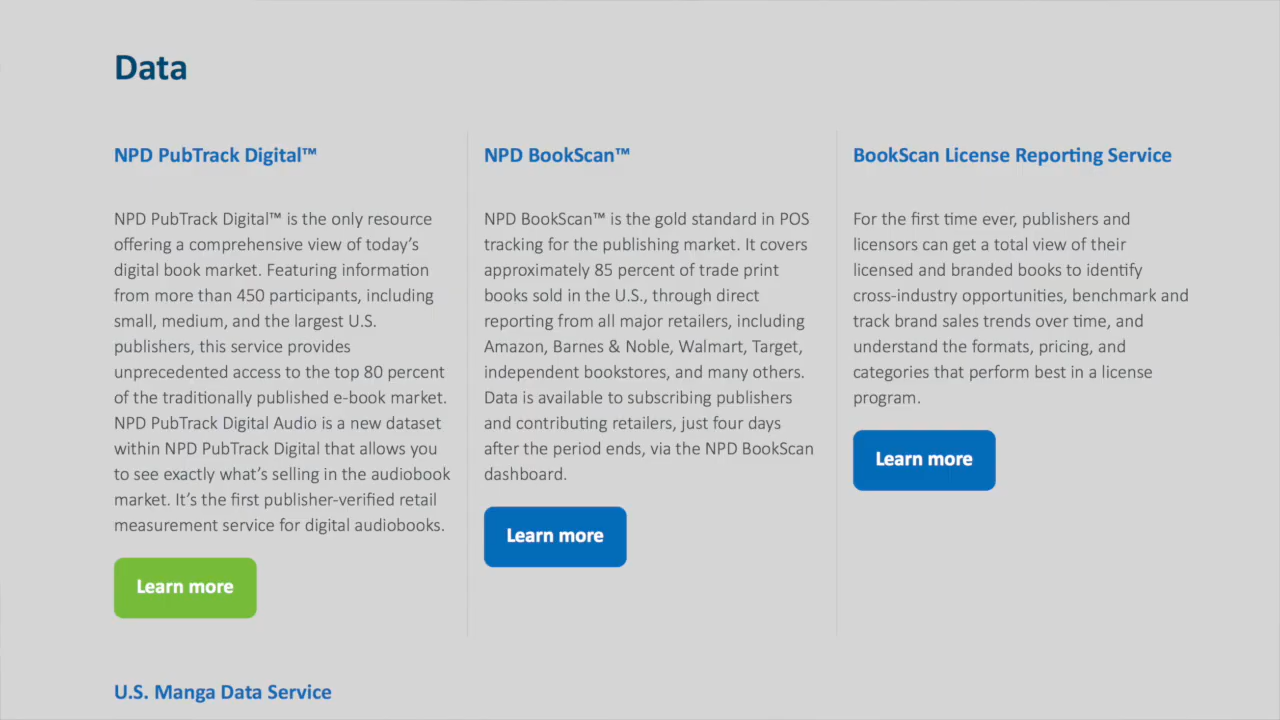 Data
NPD PubTrack Digital™
NPD PubTrack Digital™ is the only resource
offering a comprehensive view of today’s
digital book market. Featuring information
from more than 450 participants, including
small, medium, and the largest U.S.
publishers, this service provides
unprecedented access to the top 80 percent
of the traditionally published e-book market.
NPD PubTrack Digital Audio is a new dataset
within NPD PubTrack Digital that allows you
to see exactly what’s selling in the audiobook
market. It’s the first publisher-verified retail
measurement service for digital audiobooks.
Learn more
NPD BookScan™
NPD BookScan™ is the gold standard in POS
tracking for the publishing market. It covers
approximately 85 percent of trade print
books sold in the U.S., through direct
reporting from all major retailers, including
Amazon, Barnes & Noble, Walmart, Target,
independent bookstores, and many others.
Data is available to subscribing publishers
and contributing retailers, just four days
after the period ends, via the NPD BookScan
dashboard.
Learn more
BookScan License Reporting Service
For the first time ever, publishers and
licensors can get a total view of their
licensed and branded books to identify
cross-industry opportunities, benchmark and
track brand sales trends over time, and
understand the formats, pricing, and
categories that perform best in a license
program.
Learn more
U.S. Manga Data Service